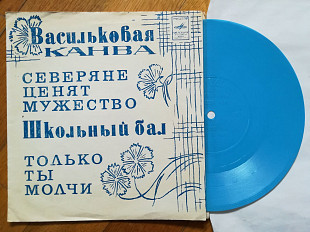 Васильковая
КАНВА
СЕВЕРЯНЕ
ЦЕНЯТ
МУЖЕСТВО
Школьный бал
ТОЛЬКО
ТЫ
МОЛЧИ